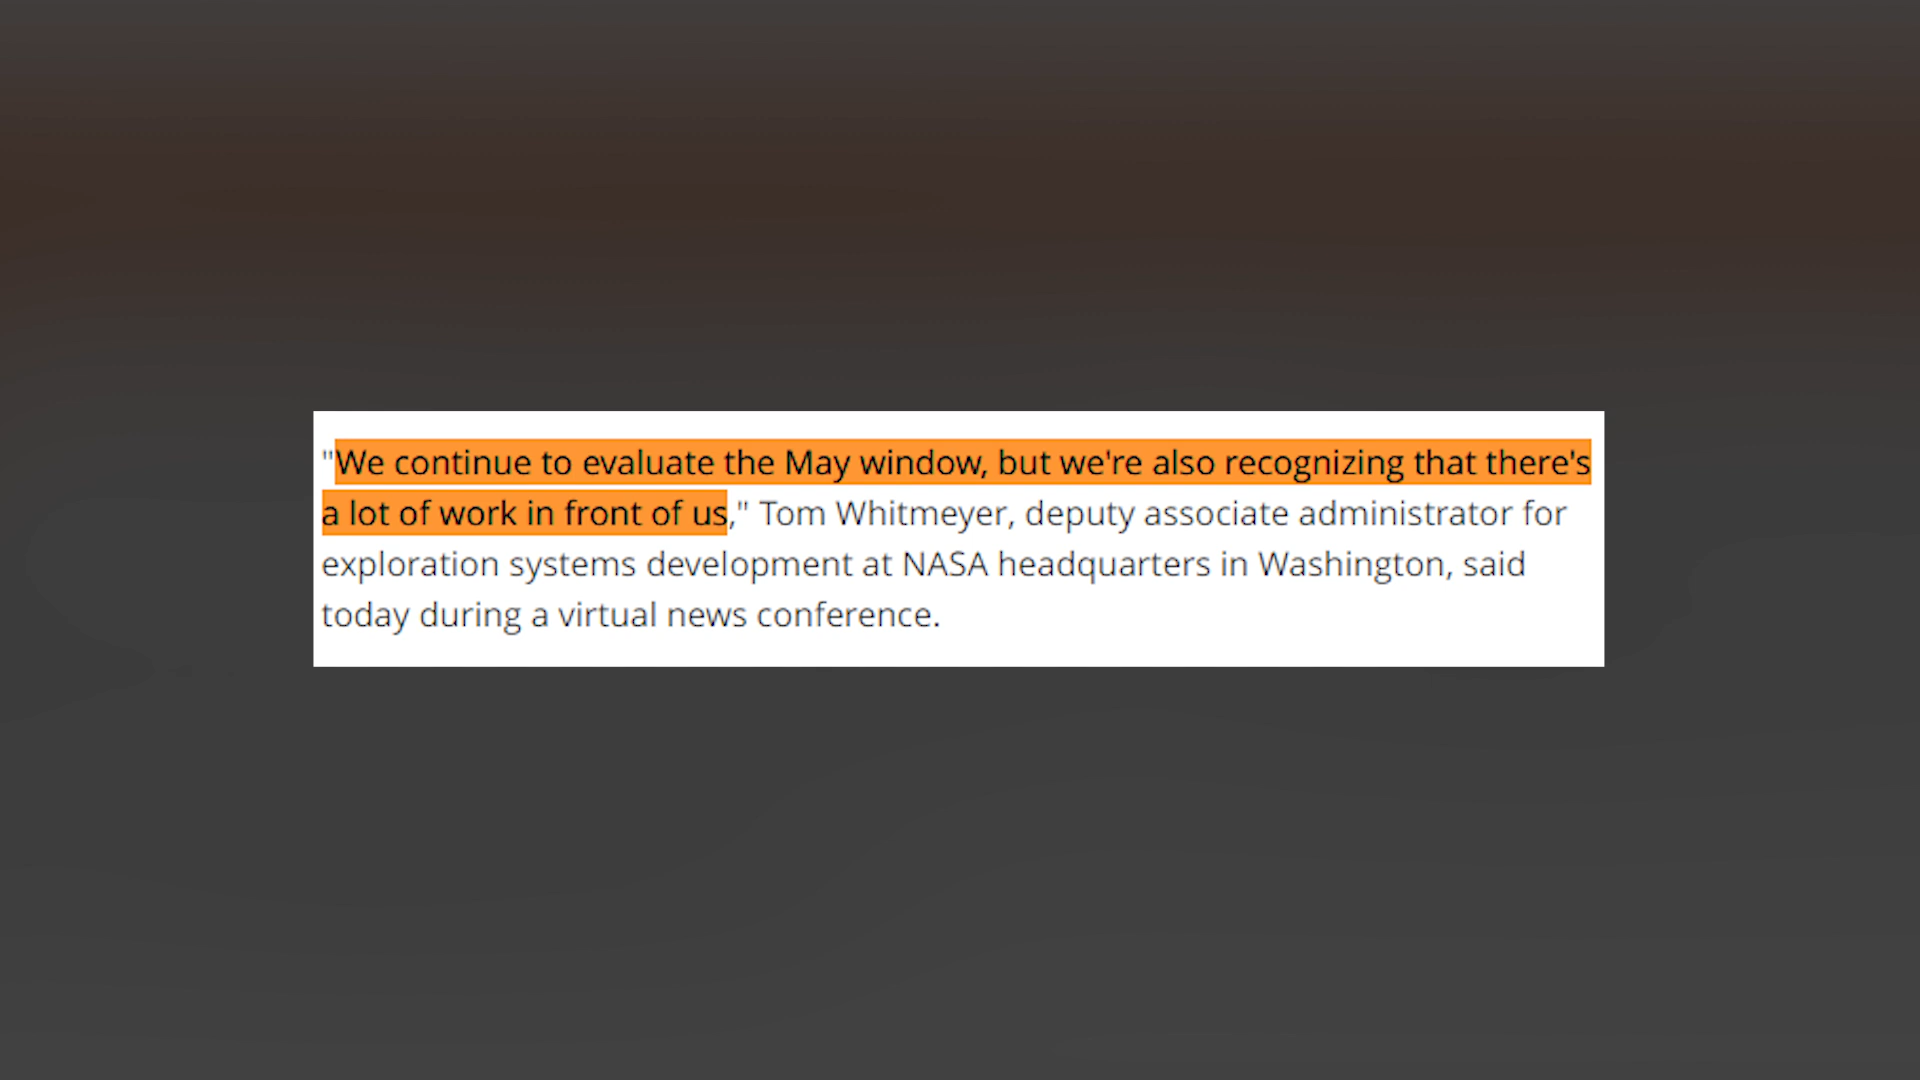 "We continue to evaluate the May window, but we're also recognizing that there's
a lot of work in front of us," Tom Whitmeyer, deputy associate administrator for
exploration systems development at NASA headquarters in Washington, said
today during a virtual news conference.